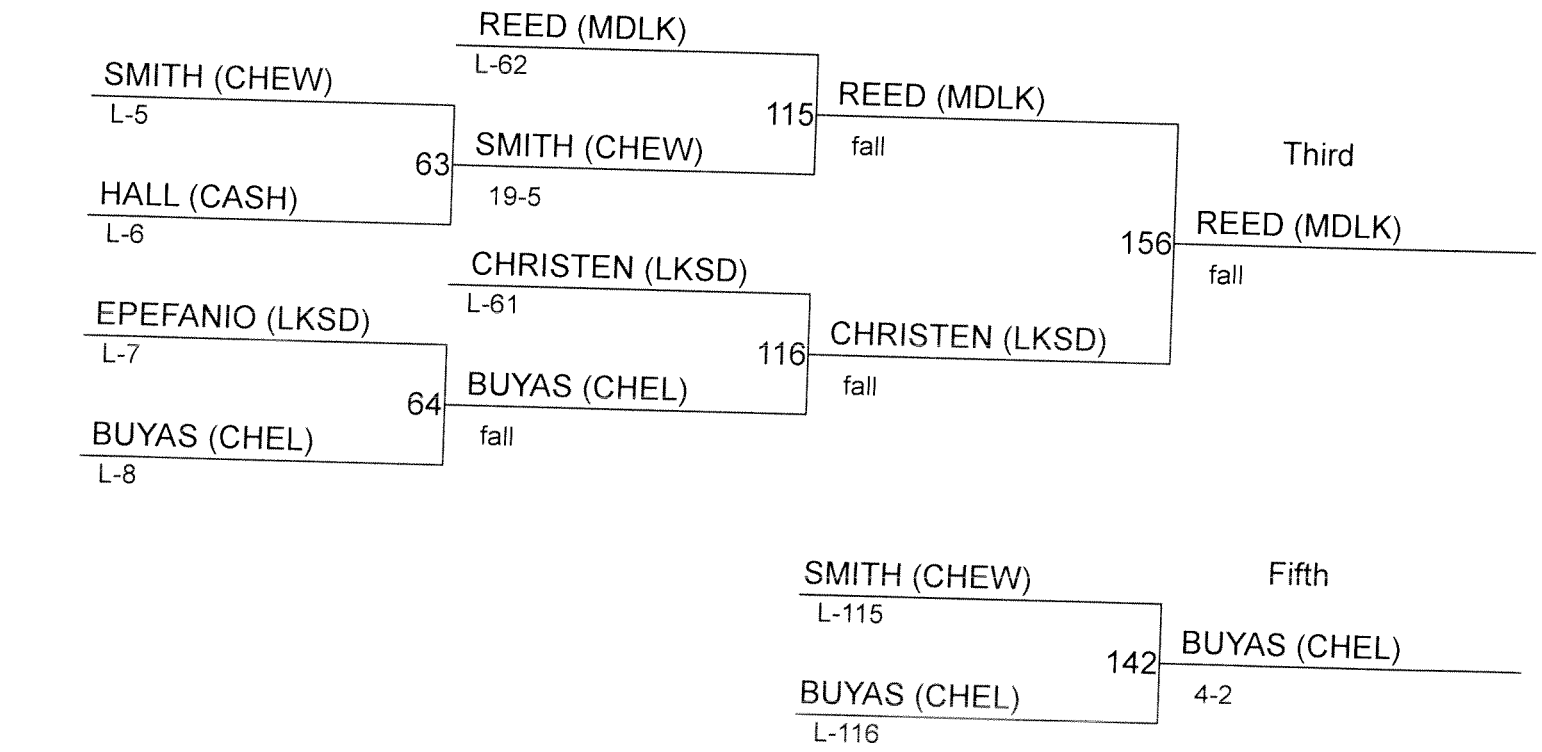 REED (MDLK)
L-62
SMITH (CHEW)
L-5
115
REED (MDLK)
fall
63
SMITH (CHEW)
19-5
HALL (CASH)
L-6
Third
156
REED (MDLK)
fall
CHRISTEN (LKSD)
L-61
EPEFANIO (LKSD)
L-7
116
CHRISTEN (LKSD)
fall
64
BUYAS (CHEL)
fall
BUYAS (CHEL)
L-8
SMITH (CHEW)
L-115
Fifth
142
BUYAS (CHEL)
4-2
BUYAS (CHEL)
L-116